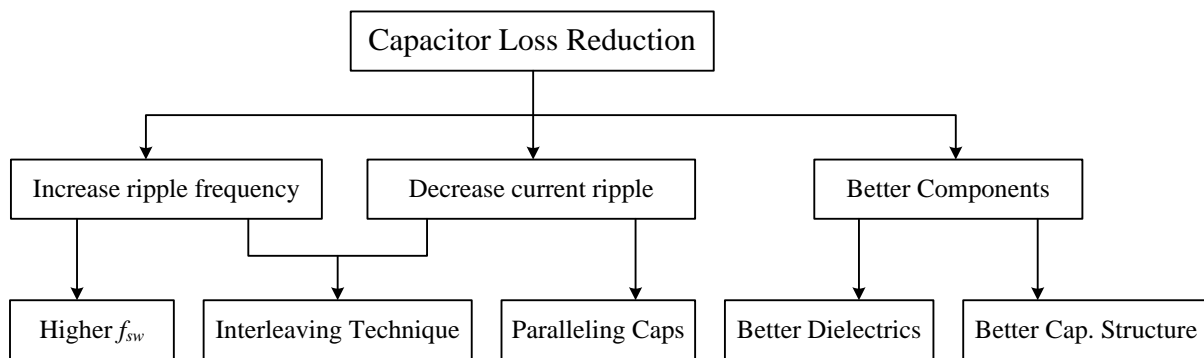 Capacitor Loss Reduction
Increase ripple frequency
Decrease current ripple
Better Components
Higher fsw
Interleaving Technique
Paralleling Caps
Better Dielectrics
Better Cap. Structure